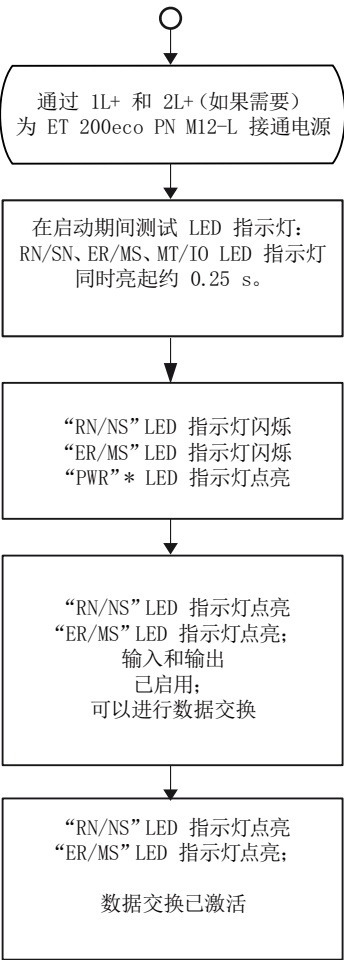 通过 1L+ 和 2L+(如果需要)
为 ET 200eco PN M12-L 接通电源
在启动期间测试 LED 指示灯:
RN/SN、ER/MS、MT/IO LED 指示灯
同时亮起约 0.25 s。
“RN/NS”LED 指示灯闪烁
“ER/MS”LED 指示灯闪烁
“PWR”* LED 指示灯点亮
“RN/NS”LED 指示灯点亮
“ER/MS”LED 指示灯点亮;
输入和输出
已启用;
可以进行数据交换
“RN/NS”LED 指示灯点亮
“ER/MS”LED 指示灯点亮;
数据交换已激活